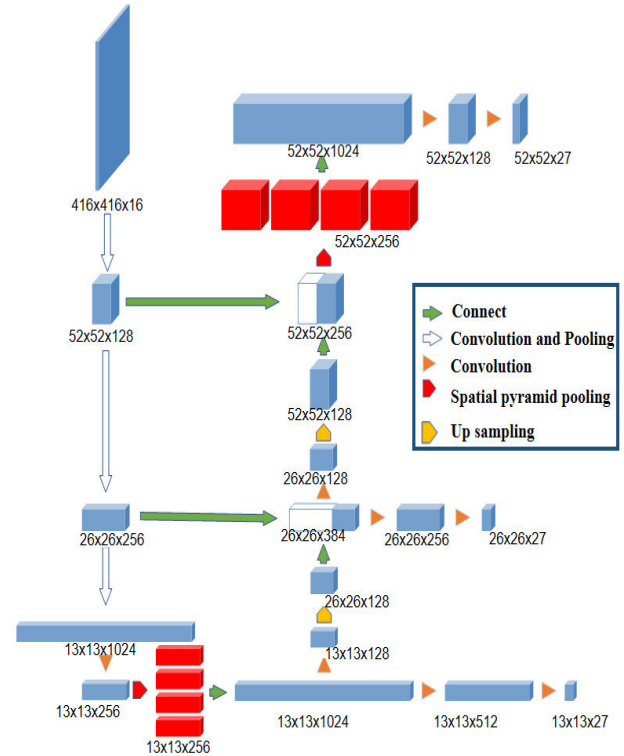 416x416x16
52x52x1024
52x52x128
52x52x27
52x52x256
52x52x128
52x52x256
Connect
Convolution and Pooling
Convolution
Spatial pyramid pooling
Up sampling
52x52x128
26x26x128
26x26x256
26x26x384
26x26x256
26x26x27
26x26x128
13x13x1024
13x13x128
13x13x256
13x13x256
13x13x1024
13x13x512
13x13x27